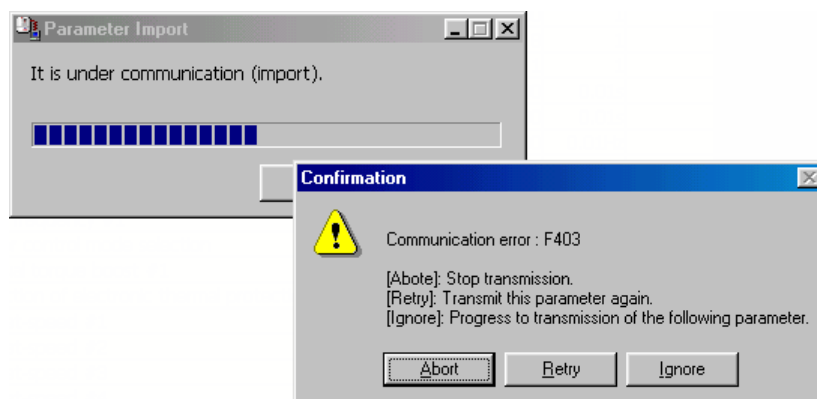 Parameter Import
It is under communication (import).
Confirmation
Communication error : F403
[Abote]: Stop transmission.
[Retry]: Transmit this parameter again.
[Ignore]: Progress to transmission of the following parameter.
Abort Retry Ignore